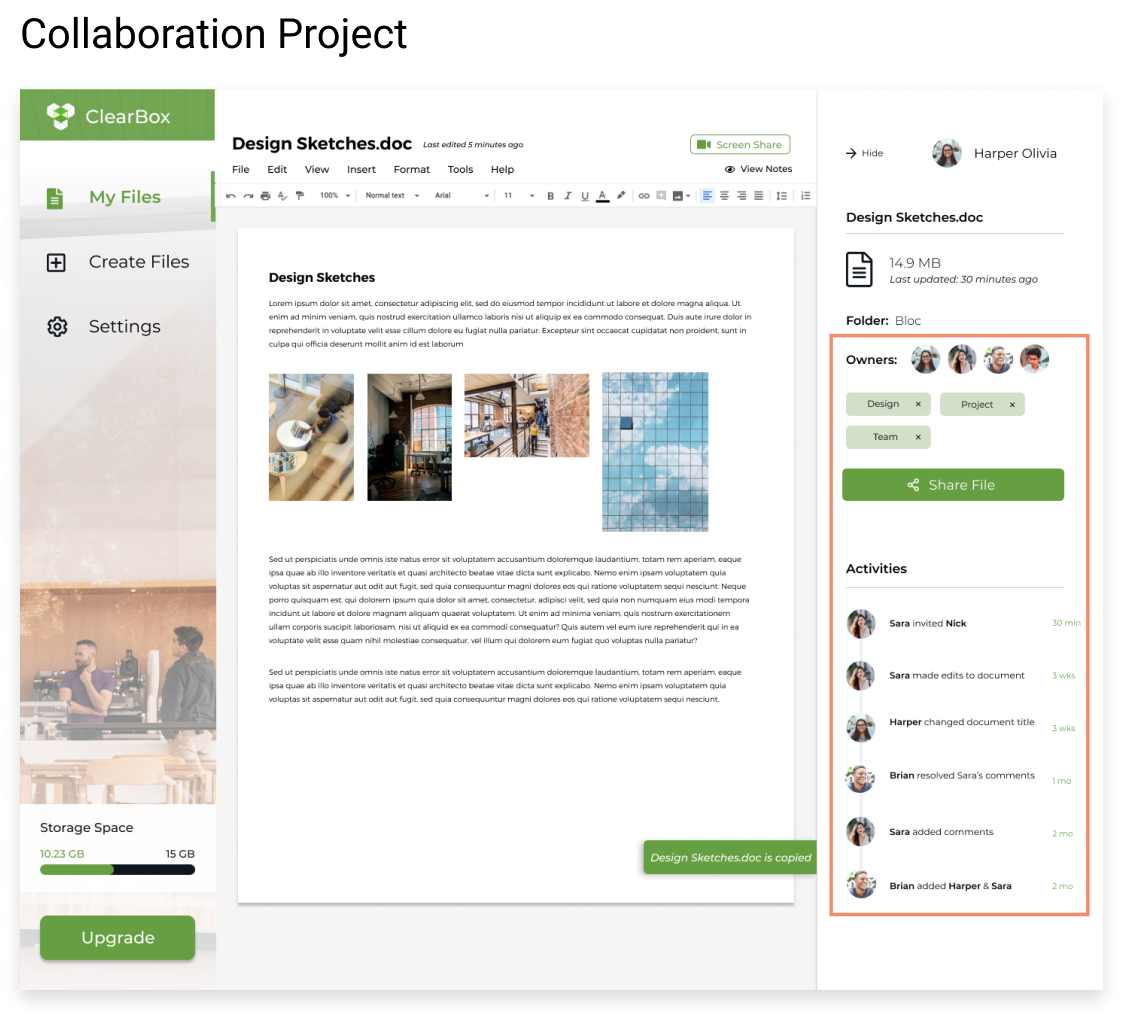 Collaboration Project
ClearBox
My Files
Create Files
Settings
Storage Space
10.23 GB 15 GB
Upgrade
Design Sketches.doc Last edited 5 minutes ago
Screen Share
File Edit View Insert Format Tools Help
View Notes
100% Normal text Arial 11 B I U A
Design Sketches
Lorem ipsum dolor sit amet, consectetur adipiscing elit, sed do eiusmod tempor incididunt ut labore et dolore magna aliqua. Ut
enim ad minim veniam, quis nostrud exercitation ullamco laboris nisi ut aliquip ex ea commodo consequat. Duis aute irure dolor in
reprehenderit in voluptate velit esse cillum dolore eu fugiat nulla pariatur. Excepteur sint occaecat cupidatat non proident, sunt in
culpa qui officia deserunt mollit anim id est laborum
Sed ut perspiciatis unde omnis iste natus error sit voluptatem accusantium doloremque laudantium, totam rem aperiam, eaque
ipsa quae ab illo inventore veritatis et quasi architecto beatae vitae dicta sunt explicabo. Nemo enim ipsam voluptatem quia
voluptas sit aspernatur aut odit aut fugit, sed quia consequuntur magni dolores eos qui ratione voluptatem sequi nesciunt. Neque
porro quisquam est, qui dolorem ipsum quia dolor sit amet, consectetur, adipisci velit, sed quia non numquam eius modi tempora
incidunt ut labore et dolore magnam aliquam quaerat voluptatem. Ut enim ad minima veniam, quis nostrum exercitationem
ullam corporis suscipit laboriosam, nisi ut aliquid ex ea commodi consequatur? Quis autem vel eum iure reprehenderit qui in ea
voluptate velit esse quam nihil molestiae consequatur, vel illum qui dolorem eum fugiat quo voluptas nulla pariatur?
Sed ut perspiciatis unde omnis iste natus error sit voluptatem accusantium doloremque laudantium, totam rem aperiam, eaque
ipsa quae ab illo inventore veritatis et quasi architecto beatae vitae dicta sunt explicabo. Nemo enim ipsam voluptatem quia
voluptas sit aspernatur aut odit aut fugit, sed quia consequuntur magni dolores eos qui ratione voluptatem sequi nesciunt.
Design Sketches.doc is copied
Hide
Harper Olivia
Design Sketches.doc
14.9 MB
Last updated: 30 minutes ago
Folder: Bloc
Owners:
Design × Project ×
Team ×
Share File
Activities
Sara invited Nick 30 min
Sara made edits to document 3 wks
Harper changed document title 3 wks
Brian resolved Sara's comments 1 mo
Sara added comments 2 mo
Brian added Harper & Sara 2 mo